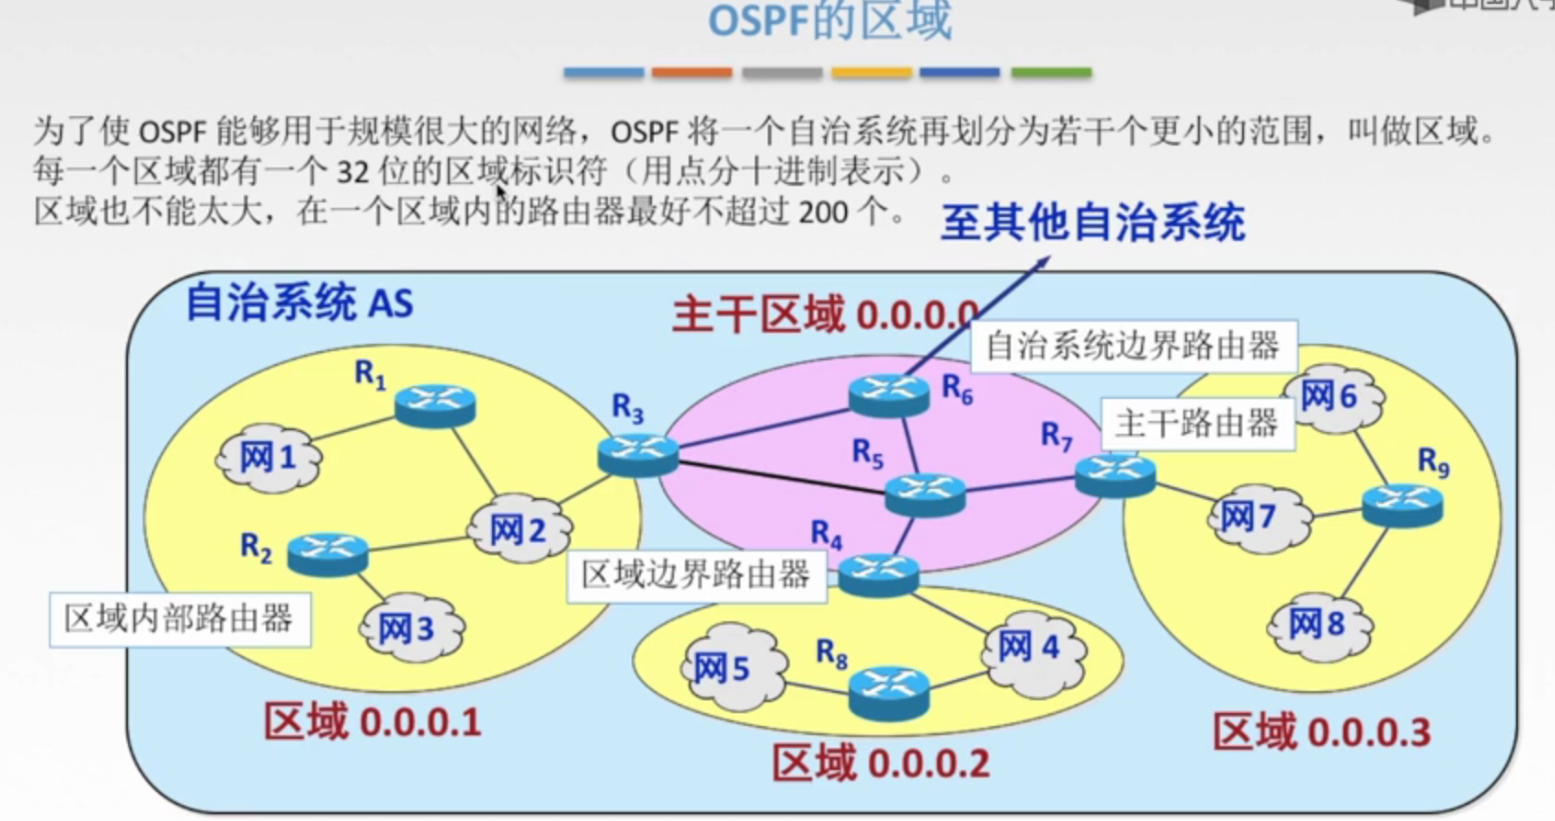 OSPF的区域
为了使 OSPF 能够用于规模很大的网络，OSPF 将一个自治系统再划分为若干个更小的范围，叫做区域。
每一个区域都有一个 32 位的区域标识符（用点分十进制表示）。
区域也不能太大，在一个区域内的路由器最好不超过 200 个。
至其他自治系统
自治系统 AS
主干区域 0.0.0.0
自治系统边界路由器
R1
R3
R6
网6
主干路由器
网1
R5
R7
R9
网2
网7
R2
R4
区域边界路由器
区域内部路由器
网3
网8
网5
R8
网4
区域 0.0.0.1
区域 0.0.0.2
区域 0.0.0.3